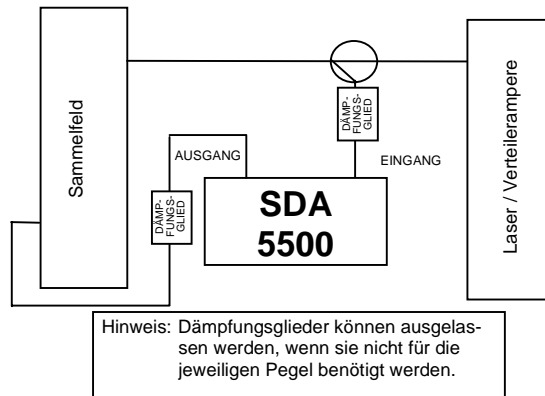 Sammelfeld
DÄMP-
FUNGS-
GLIED
AUSGANG
EINGANG
DÄMP-
FUNGS-
GLIED
SDA
5500
Laser / Verteilerampere
Hinweis: Dämpfungsglieder können ausgelas-
sen werden, wenn sie nicht für die
jeweiligen Pegel benötigt werden.